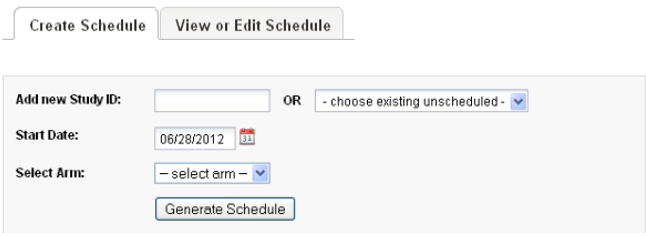 Create Schedule View or Edit Schedule
Add new Study ID: OR - choose existing unscheduled -
Start Date: 06/28/2012 31
Select Arm: -- select arm --
Generate Schedule